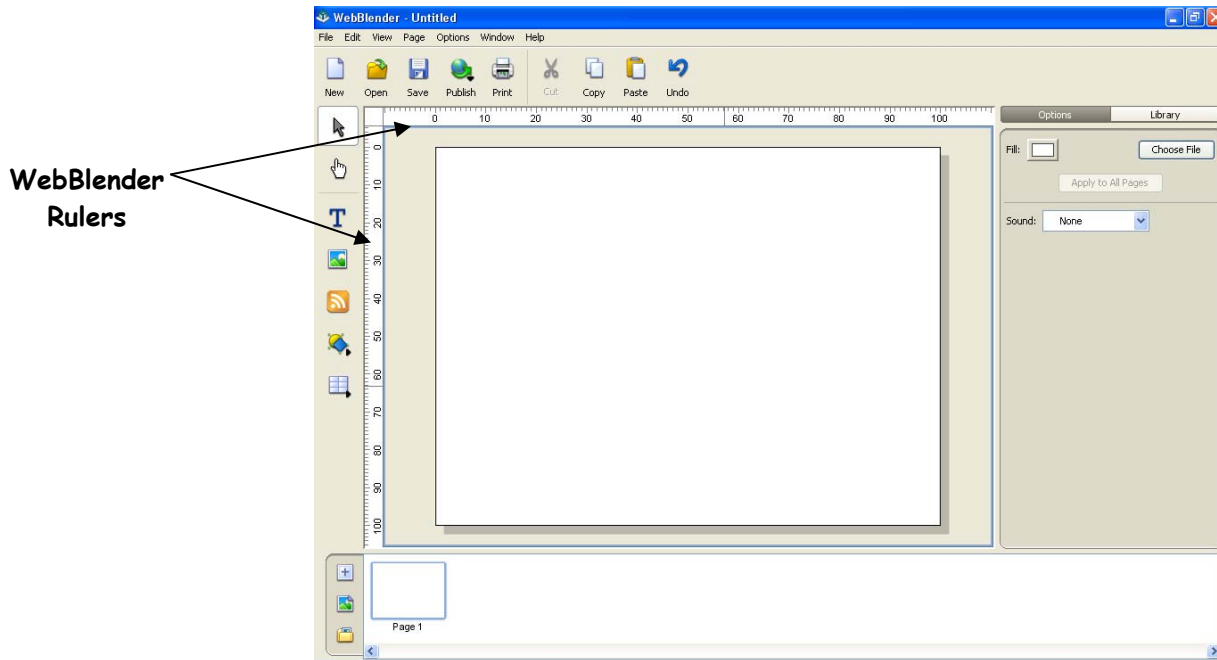 WebBlender - Untitled
File Edit View Page Options Window Help
New Open Save Publish Print Cut Copy Paste Undo
0 10 20 30 40 50 60 70 80 90 100
Options Library
Fill: Choose File
Apply to All Pages
Sound: None
WebBlender
Rulers
T
0
10
20
30
40
50
60
70
80
90
100
Page 1